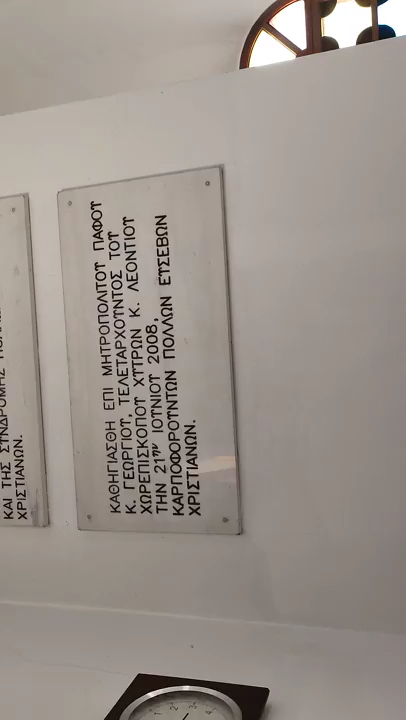 ΚΑΙ ΤΗΣ ΣΥΝΔΡΟΜΗΣ
ΧΡΙΣΤΙΑΝΩΝ.
ΚΑΘΗΓΙΑΣΘΗ ΕΠΙ ΜΗΤΡΟΠΟΛΙΤΟΥ ΠΑΦΟΥ
Κ. ΓΕΩΡΓΙΟΥ, ΤΕΛΕΤΑΡΧΟΥΝΤΟΣ ΤΟΥ
ΧΩΡΕΠΙΣΚΟΠΟΥ ΧΥΤΡΩΝ Κ. ΛΕΟΝΤΙΟΥ
ΤΗΝ 21ην ΙΟΥΝΙΟΥ 2008,
ΚΑΡΠΟΦΟΡΟΥΝΤΩΝ ΠΟΛΛΩΝ ΕΥΣΕΒΩΝ
ΧΡΙΣΤΙΑΝΩΝ.